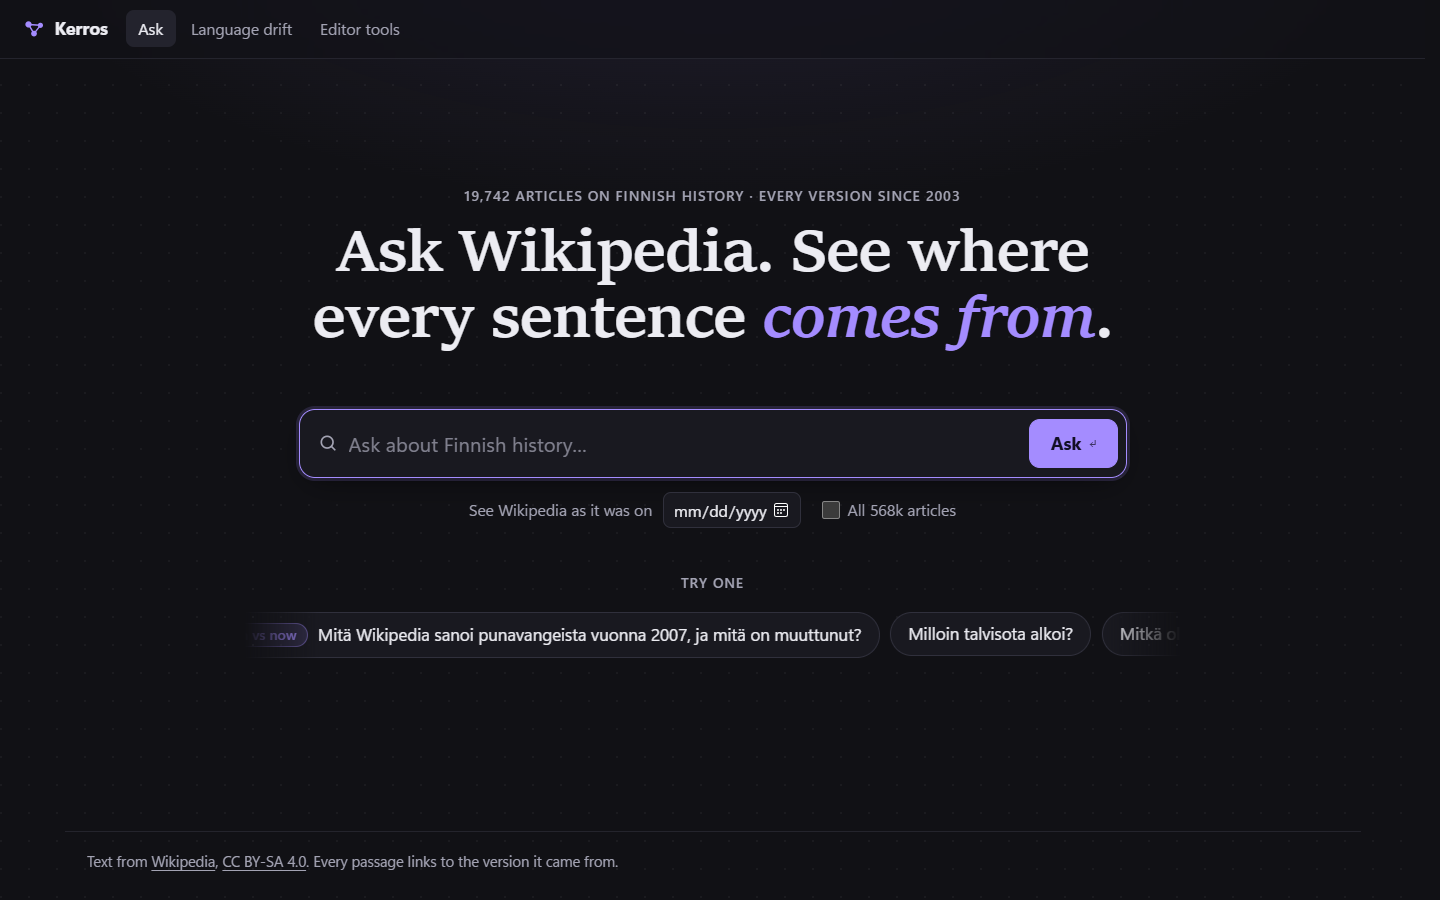 Kerros
Ask
Language drift
Editor tools
19,742 ARTICLES ON FINNISH HISTORY · EVERY VERSION SINCE 2003
Ask Wikipedia. See where
every sentence comes from.
Ask about Finnish history...
Ask ↵
See Wikipedia as it was on
mm/dd/yyyy
All 568k articles
TRY ONE
vs now
Mitä Wikipedia sanoi punavangeista vuonna 2007, ja mitä on muuttunut?
Milloin talvisota alkoi?
Mitkä
Text from Wikipedia, CC BY-SA 4.0. Every passage links to the version it came from.